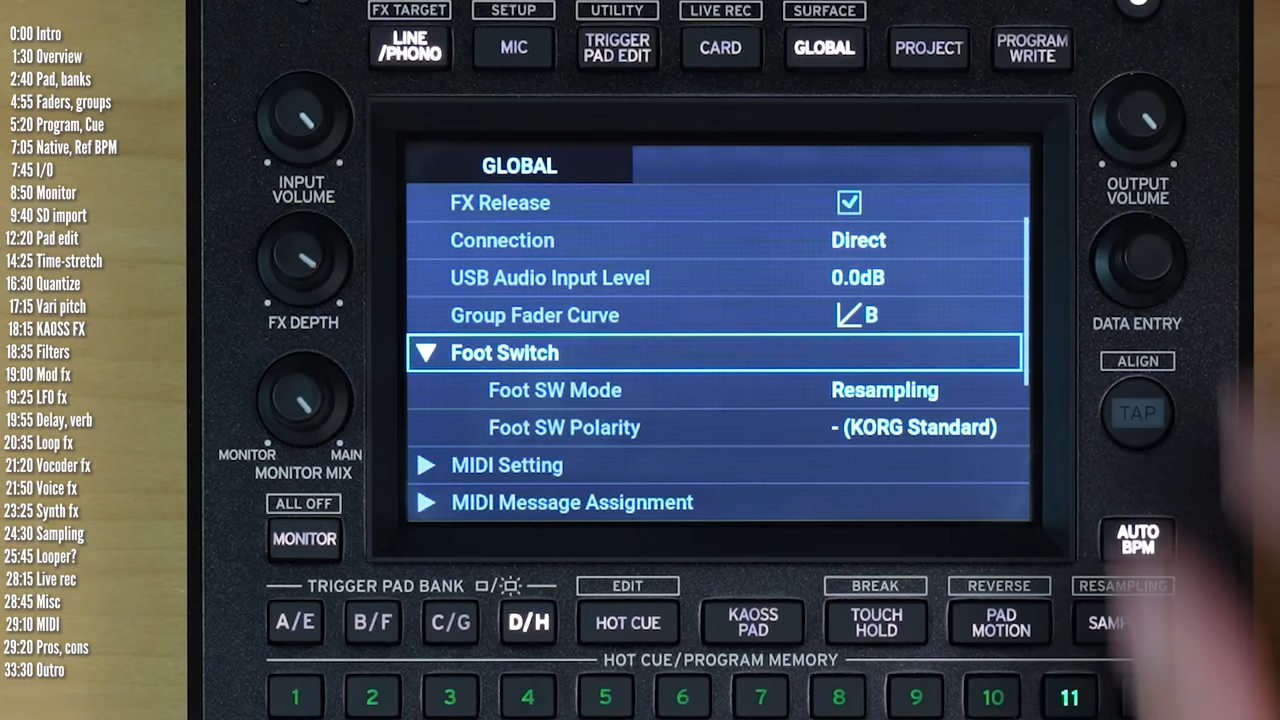 0:00 Intro
1:30 Overview
2:40 Pad, banks
4:55 Faders, groups
5:20 Program, Cue
7:05 Native, Ref BPM
7:45 I/O
8:50 Monitor
9:40 SD import
12:20 Pad edit
14:25 Time-stretch
16:30 Quantize
17:15 Vari pitch
18:15 KAOSS FX
18:35 Filters
19:00 Mod fx
19:25 LFO fx
19:55 Delay, verb
20:35 Loop fx
21:20 Vocoder fx
21:50 Voice fx
23:25 Synth fx
24:30 Sampling
25:45 Looper?
28:15 Live rec
28:45 Misc
29:10 MIDI
29:20 Pros, cons
33:30 Outro
FX TARGET SETUP UTILITY LIVE REC SURFACE
LINE /PHONO
MIC
TRIGGER PAD EDIT
CARD
GLOBAL
PROJECT
PROGRAM WRITE
INPUT VOLUME
FX DEPTH
MONITOR MAIN
MONITOR MIX
ALL OFF
MONITOR
GLOBAL
FX Release
Connection Direct
USB Audio Input Level 0.0dB
Group Fader Curve B
Foot Switch
Foot SW Mode Resampling
Foot SW Polarity - (KORG Standard)
MIDI Setting
MIDI Message Assignment
OUTPUT VOLUME
DATA ENTRY
ALIGN
TAP
AUTO BPM
TRIGGER PAD BANK
EDIT BREAK REVERSE RESAMPLING
A/E B/F C/G D/H
HOT CUE
KAOSS PAD
TOUCH HOLD
PAD MOTION
HOT CUE/PROGRAM MEMORY
1 2 3 4 5 6 7 8 9 10 11